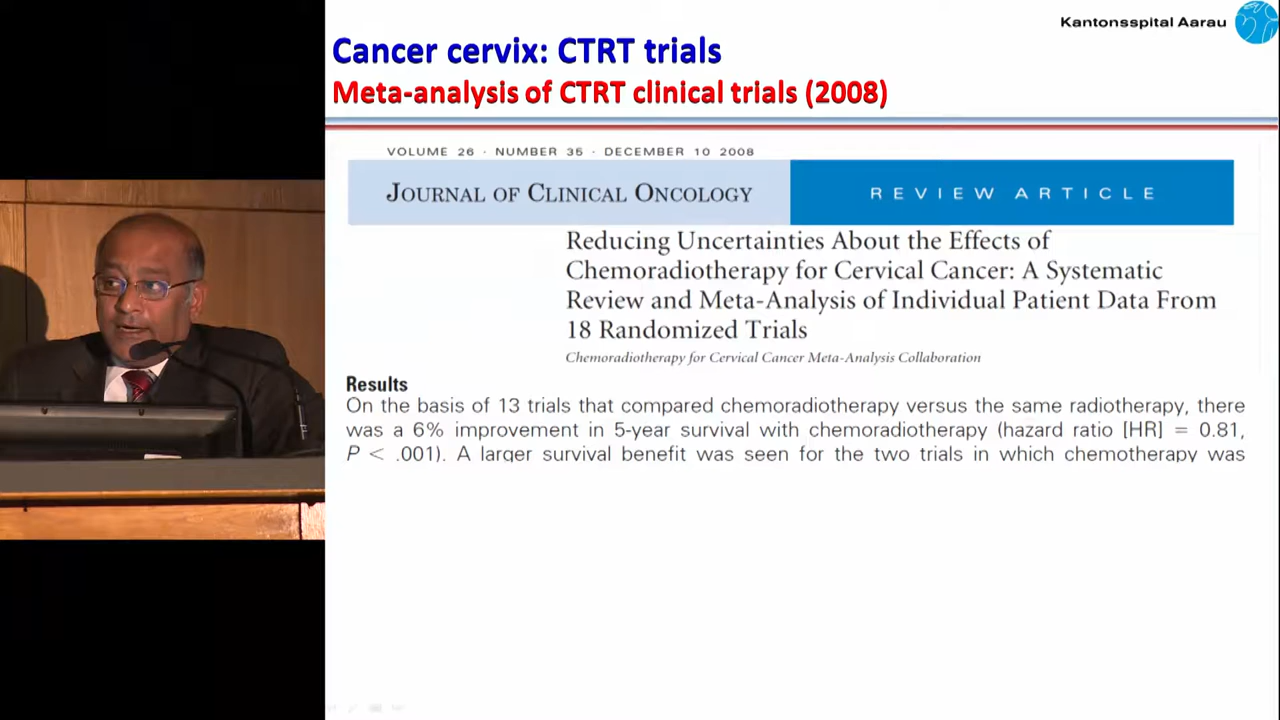 Kantonsspital Aarau
Cancer cervix: CTRT trials
Meta-analysis of CTRT clinical trials (2008)
VOLUME 26 · NUMBER 35 · DECEMBER 10 2008
JOURNAL OF CLINICAL ONCOLOGY
REVIEW ARTICLE
Reducing Uncertainties About the Effects of
Chemoradiotherapy for Cervical Cancer: A Systematic
Review and Meta-Analysis of Individual Patient Data From
18 Randomized Trials
Chemoradiotherapy for Cervical Cancer Meta-Analysis Collaboration
Results
On the basis of 13 trials that compared chemoradiotherapy versus the same radiotherapy, there
was a 6% improvement in 5-year survival with chemoradiotherapy (hazard ratio [HR] = 0.81,
P < .001). A larger survival benefit was seen for the two trials in which chemotherapy was